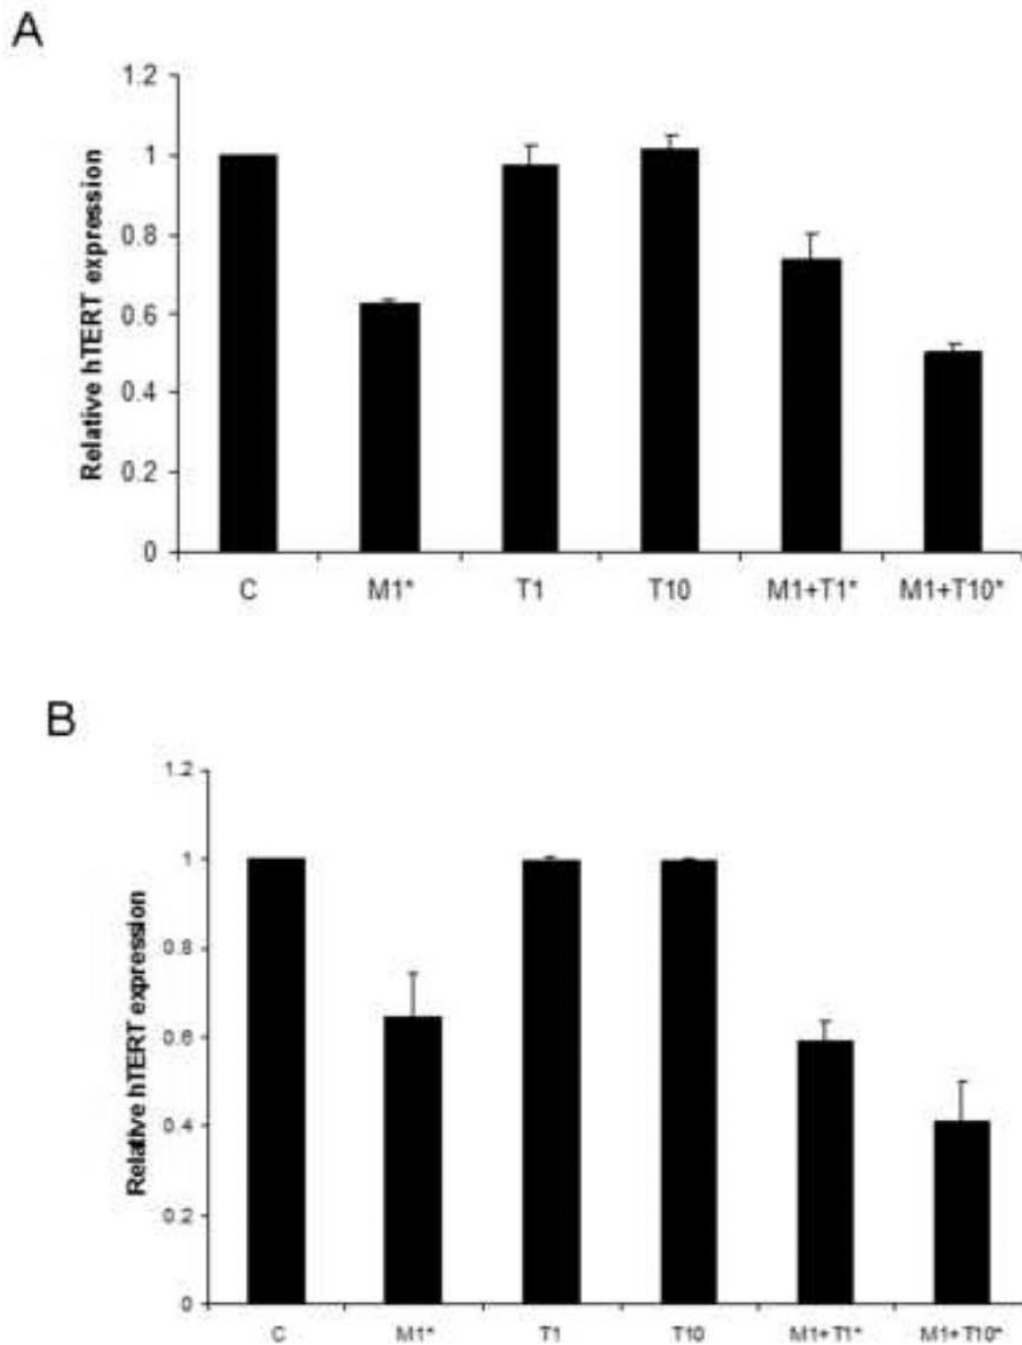 A
Relative hTERT expression
1.2
1
0.8
0.6
0.4
0.2
0
C M1* T1 T10 M1+T1* M1+T10*
B
Relative hTERT expression
1.2
1
0.8
0.6
0.4
0.2
0
C M1* T1 T10 M1+T1* M1+T10*